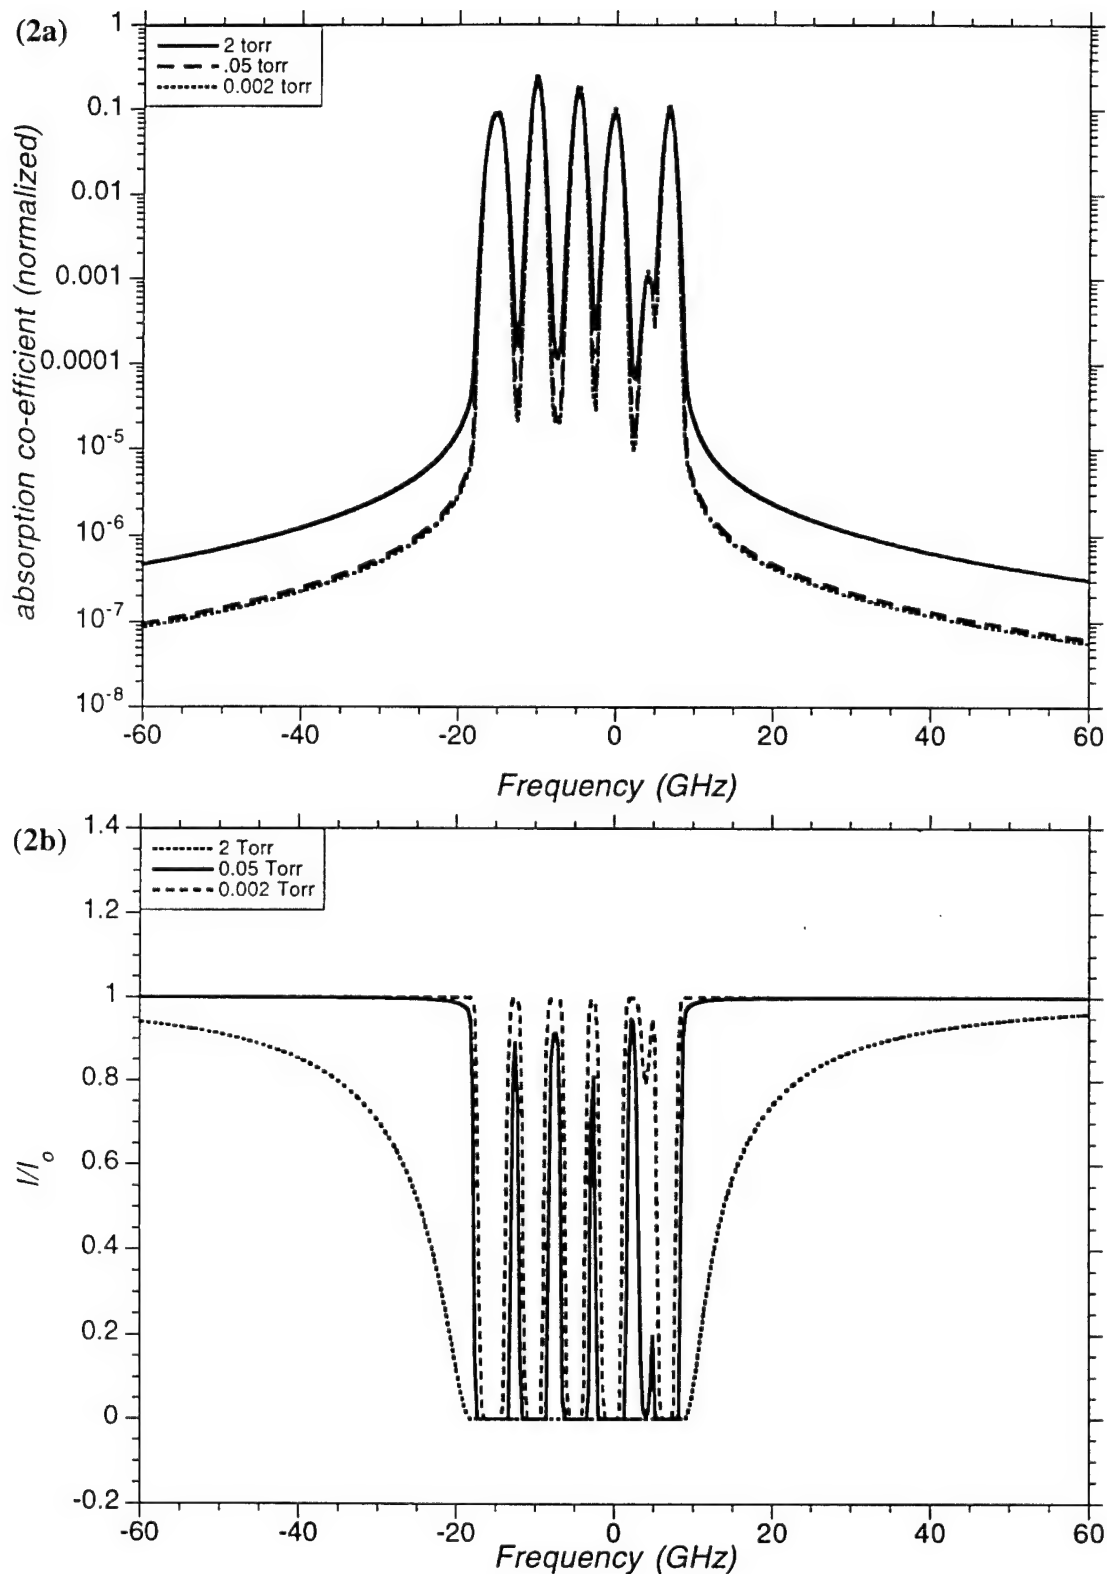 (2a)
2 torr
.05 torr
0.002 torr
absorption co-efficient (normalized)
1
0.1
0.01
0.001
0.0001
10-5
10-6
10-7
10-8
-60
-40
-20
0
20
40
60
Frequency (GHz)
(2b)
2 Torr
0.05 Torr
0.002 Torr
I/Io
1.4
1.2
1
0.8
0.6
0.4
0.2
0
-0.2
-60
-40
-20
0
20
40
60
Frequency (GHz)